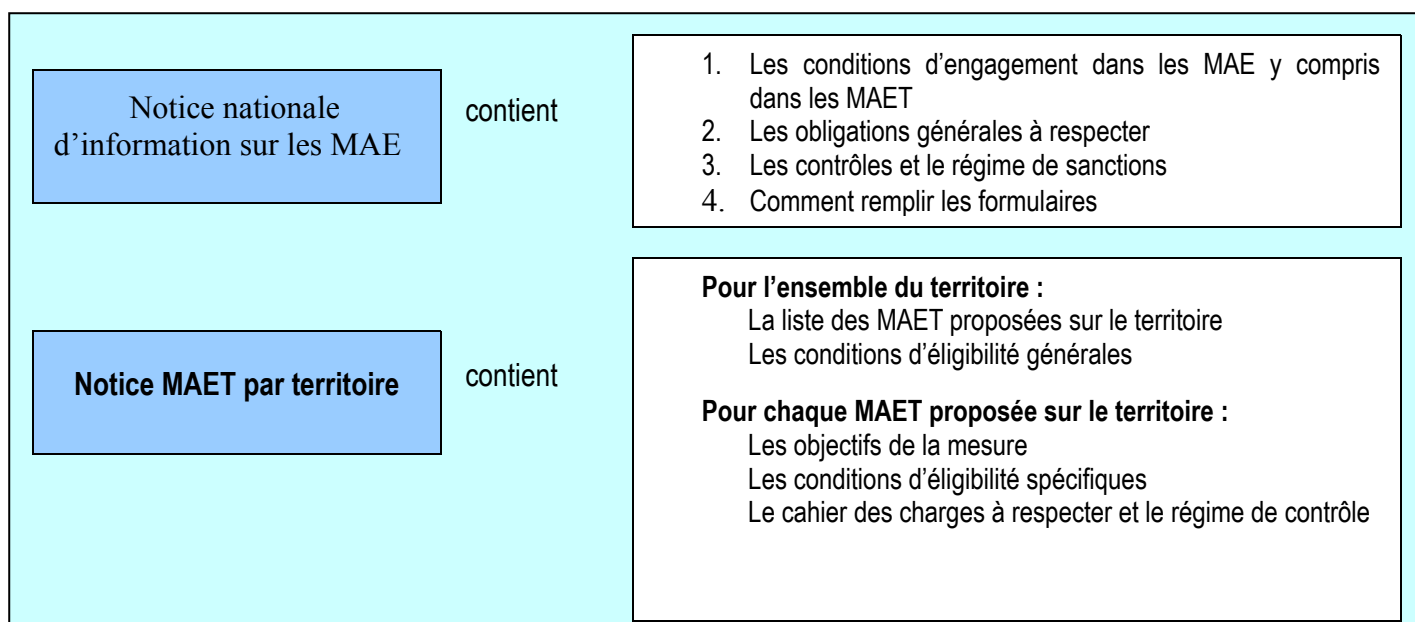 Notice nationale
d’information sur les MAE
contient
1. Les conditions d’engagement dans les MAE y compris
dans les MAET
2. Les obligations générales à respecter
3. Les contrôles et le régime de sanctions
4. Comment remplir les formulaires
Notice MAET par territoire
contient
Pour l’ensemble du territoire :
La liste des MAET proposées sur le territoire
Les conditions d’éligibilité générales
Pour chaque MAET proposée sur le territoire :
Les objectifs de la mesure
Les conditions d’éligibilité spécifiques
Le cahier des charges à respecter et le régime de contrôle